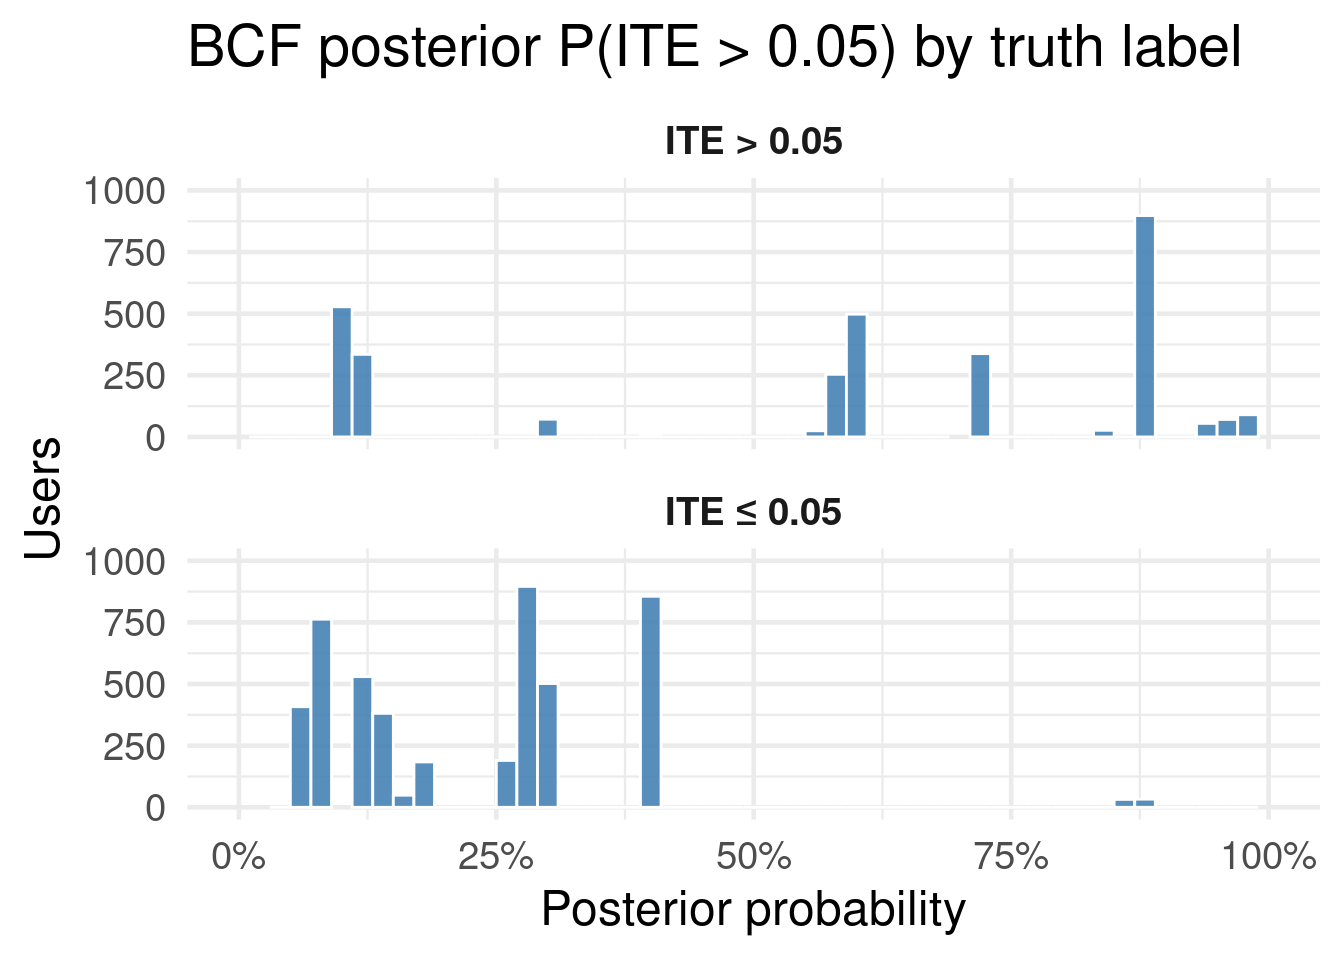 BCF posterior P(ITE > 0.05) by truth label
ITE > 0.05
1000
750
500
250
0
Users
ITE ≤ 0.05
1000
750
500
250
0
0% 25% 50% 75% 100%
Posterior probability